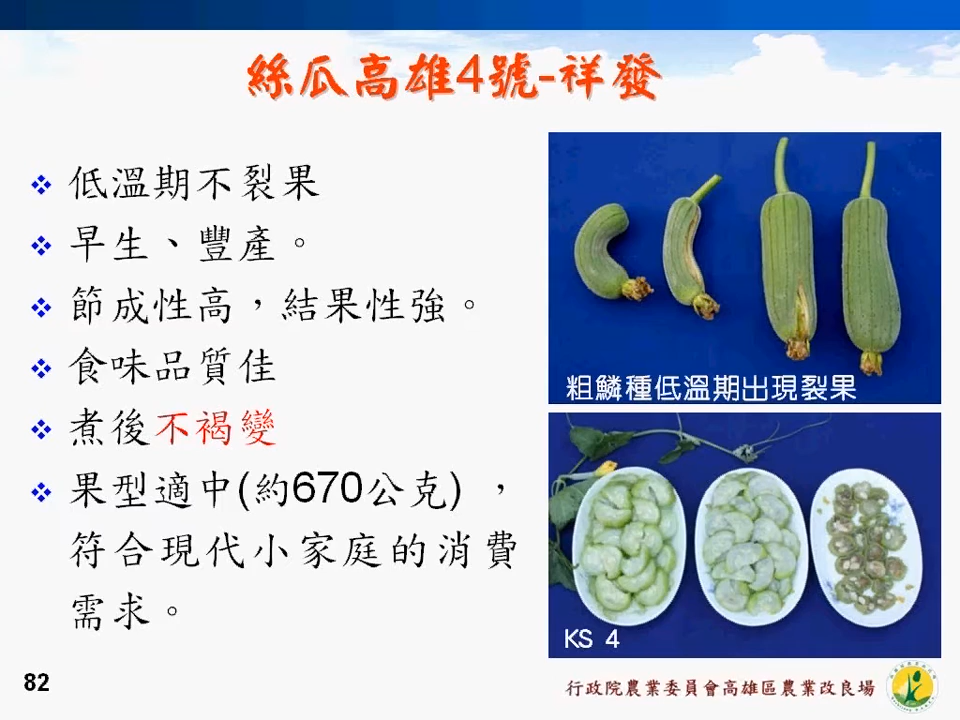 絲瓜高雄4號-祥發
低溫期不裂果
早生、豐產。
節成性高，結果性強。
食味品質佳
煮後不褐變
果型適中(約670公克)，
符合現代小家庭的消費
需求。
粗鱗種低溫期出現裂果
KS 4
82
行政院農業委員會高雄區農業改良場